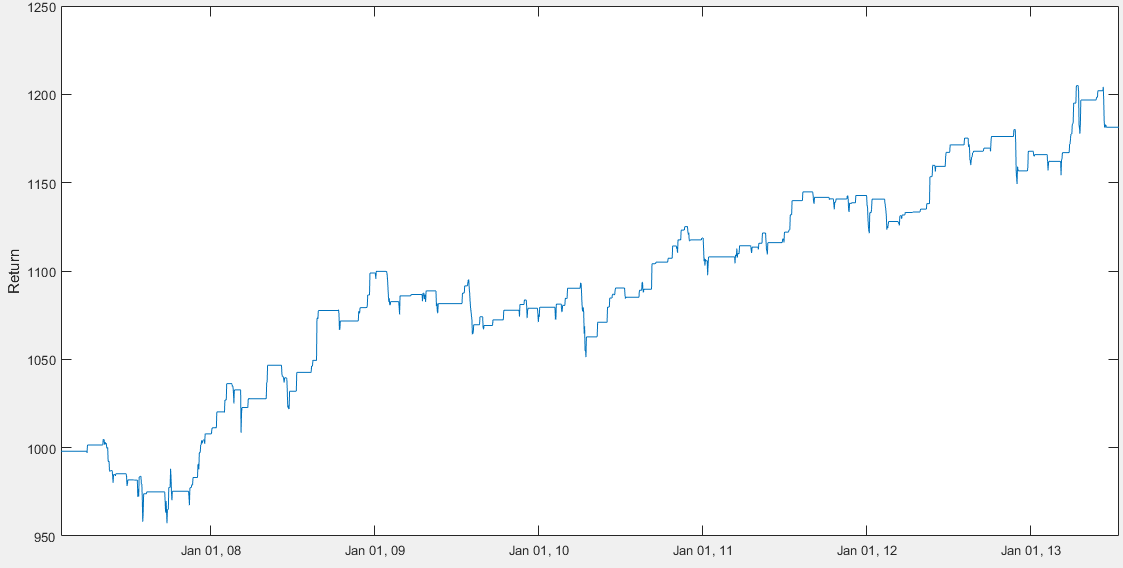 1250
1200
1150
1100
1050
1000
950
Return
Jan 01, 08
Jan 01, 09
Jan 01, 10
Jan 01, 11
Jan 01, 12
Jan 01, 13